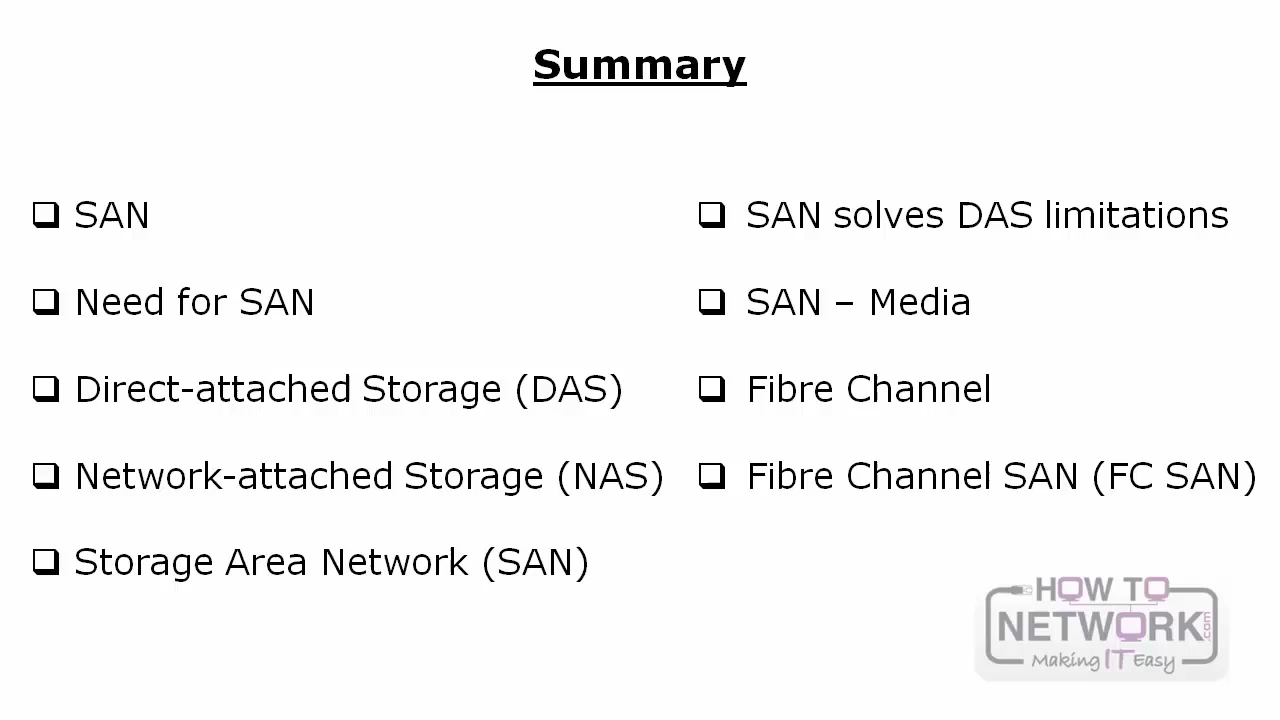 Summary
SAN
Need for SAN
Direct-attached Storage (DAS)
Network-attached Storage (NAS)
Storage Area Network (SAN)
SAN solves DAS limitations
SAN – Media
Fibre Channel
Fibre Channel SAN (FC SAN)
HOW TO
NETWORK.com
Making IT Easy